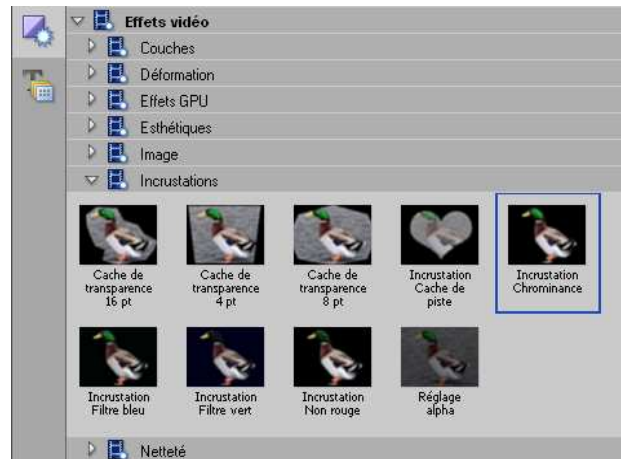 Effets vidéo
Couches
Déformation
Effets GPU
Esthétiques
Image
Incrustations
Cache de
transparence
16 pt
Cache de
transparence
4 pt
Cache de
transparence
8 pt
Incrustation
Cache de
piste
Incrustation
Chrominance
Incrustation
Filtre bleu
Incrustation
Filtre vert
Incrustation
Non rouge
Réglage
alpha
Netteté